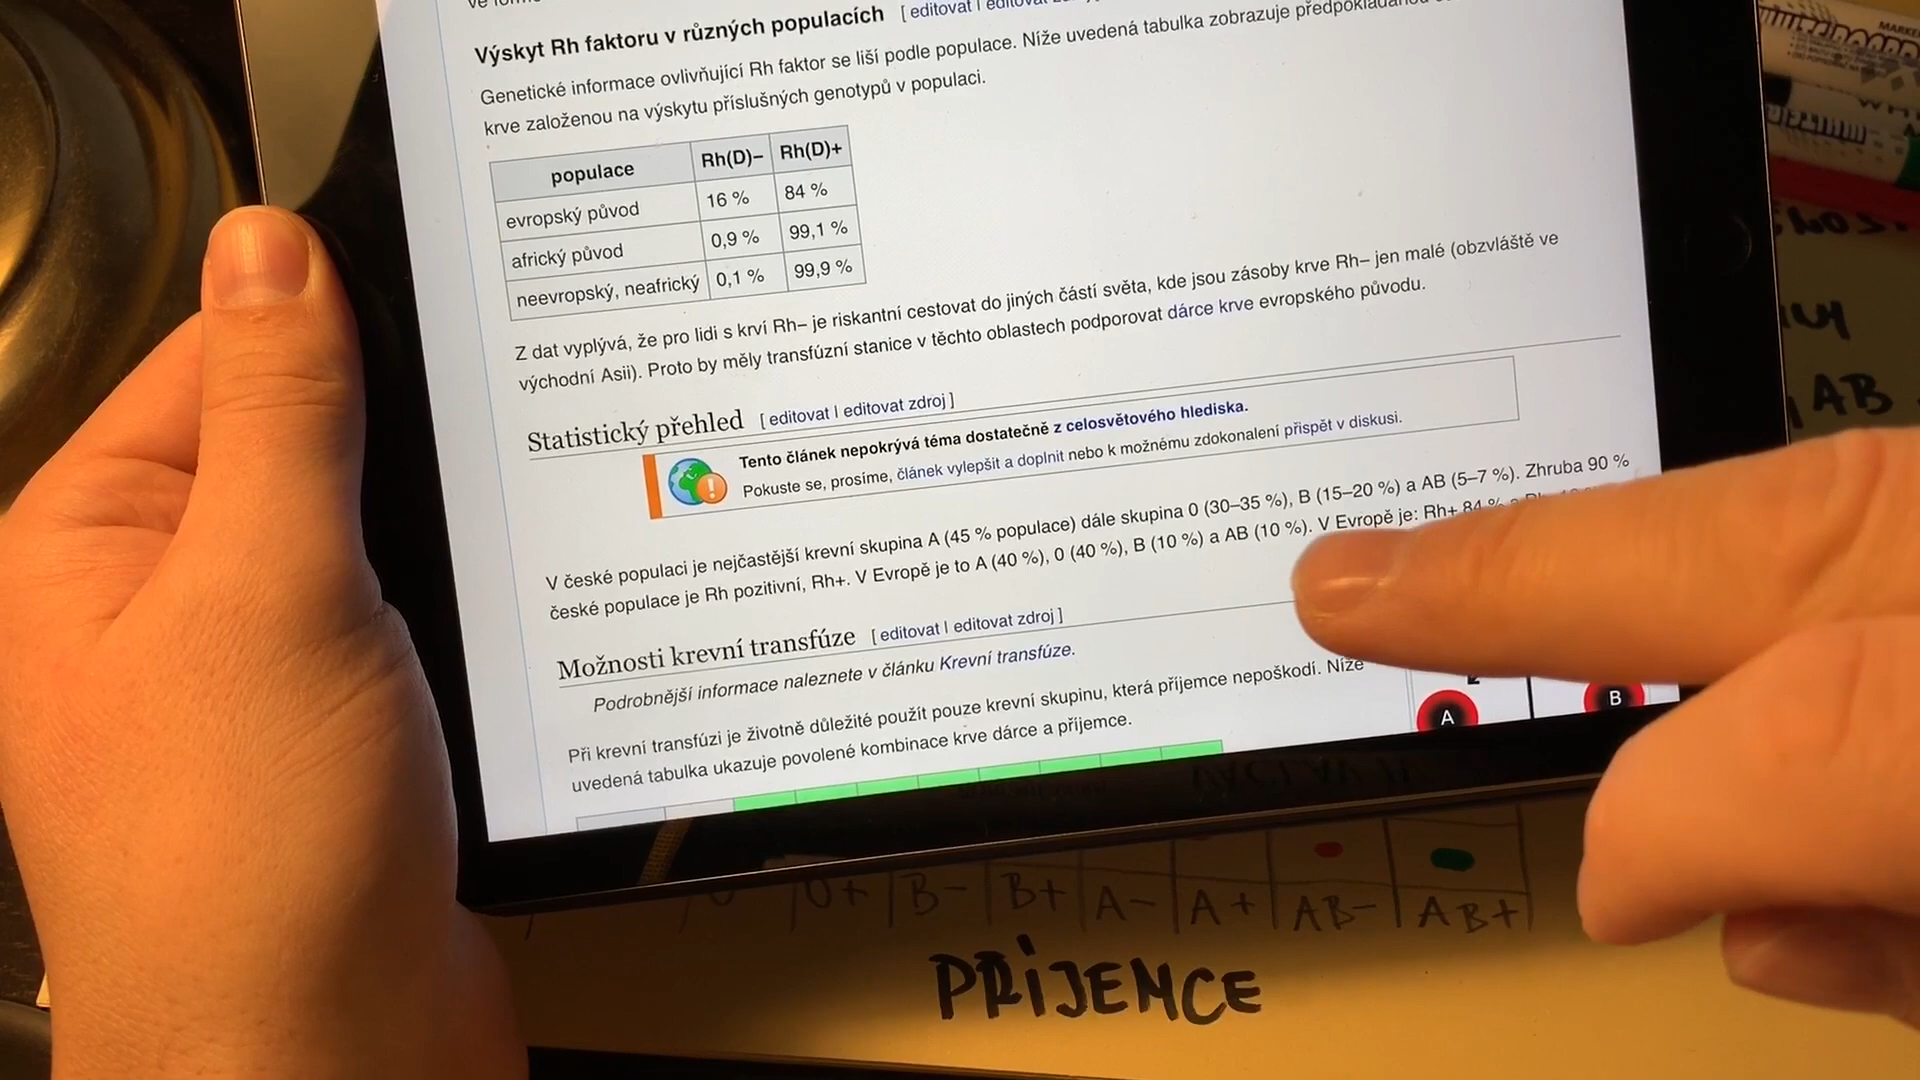 Výskyt Rh faktoru v různých populacích [ editovat |
Genetické informace ovlivňující Rh faktor se liší podle populace. Níže uvedená tabulka zobrazuje
krve založenou na výskytu příslušných genotypů v populaci.
populace Rh(D)– Rh(D)+
evropský původ 16 % 84 %
africký původ 0,9 % 99,1 %
neevropský, neafrický 0,1 % 99,9 %
Z dat vyplývá, že pro lidi s krví Rh– je riskantní cestovat do jiných částí světa, kde jsou zásoby krve Rh– jen malé (obzvláště ve
východní Asii). Proto by měly transfúzní stanice v těchto oblastech podporovat dárce krve evropského původu.
Statistický přehled [ editovat | editovat zdroj ]
Tento článek nepokrývá téma dostatečně z celosvětového hlediska.
Pokuste se, prosíme, článek vylepšit a doplnit nebo k možnému zdokonalení přispět v diskusi.
V české populaci je nejčastější krevní skupina A (45 % populace) dále skupina 0 (30–35 %), B (15–20 %) a AB (5–7 %). Zhruba 90 %
české populace je Rh pozitivní, Rh+. V Evropě je to A (40 %), 0 (40 %), B (10 %) a AB (10 %). V Evropě je: Rh+ 84 %
Možnosti krevní transfúze [ editovat | editovat zdroj ]
Podrobnější informace naleznete v článku Krevní transfúze.
Při krevní transfúzi je životně důležité použít pouze krevní skupinu, která příjemce nepoškodí. Níže
uvedená tabulka ukazuje povolené kombinace krve dárce a příjemce.
A B
AB
0+ B- B+ A- A+ AB- AB+
PŘIJEMCE